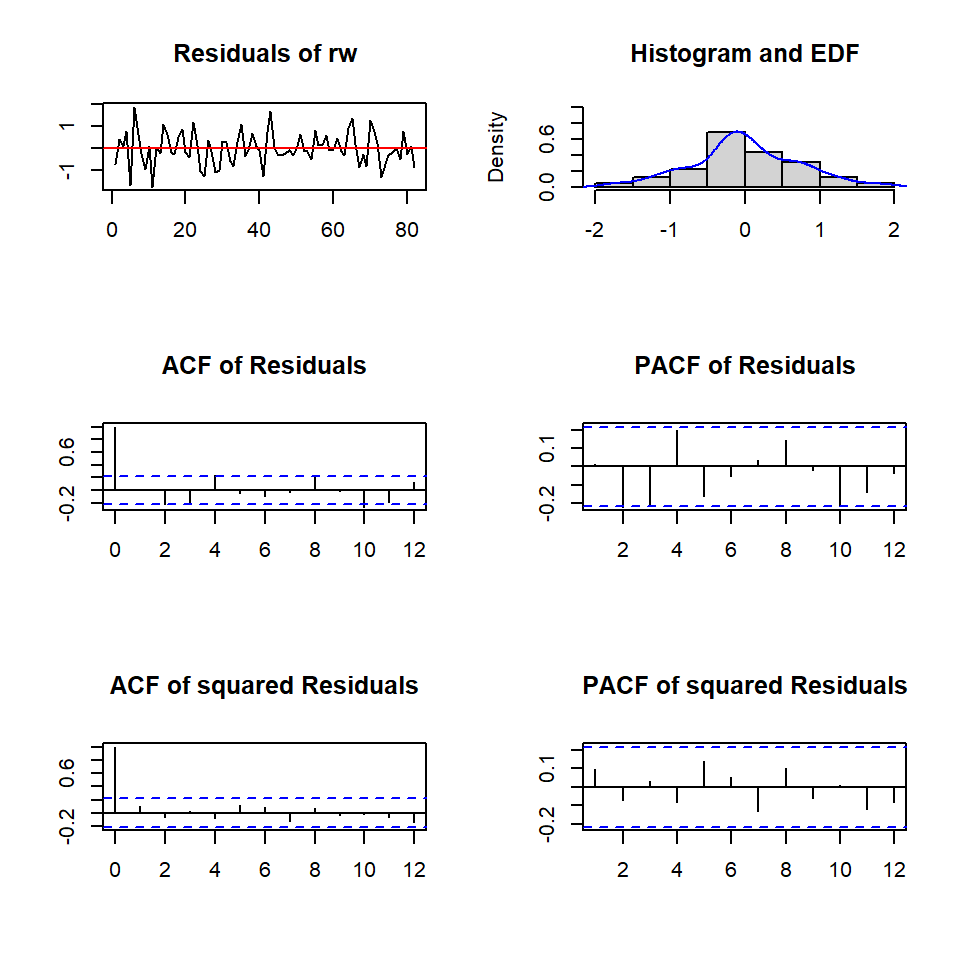 Residuals of rw
1
-1
0 20 40 60 80
Histogram and EDF
Density
0.6
0.0
-2 -1 0 1 2
ACF of Residuals
0.6
-0.2
0 2 4 6 8 10 12
PACF of Residuals
0.1
-0.2
2 4 6 8 10 12
ACF of squared Residuals
0.6
-0.2
0 2 4 6 8 10 12
PACF of squared Residuals
0.1
-0.2
2 4 6 8 10 12